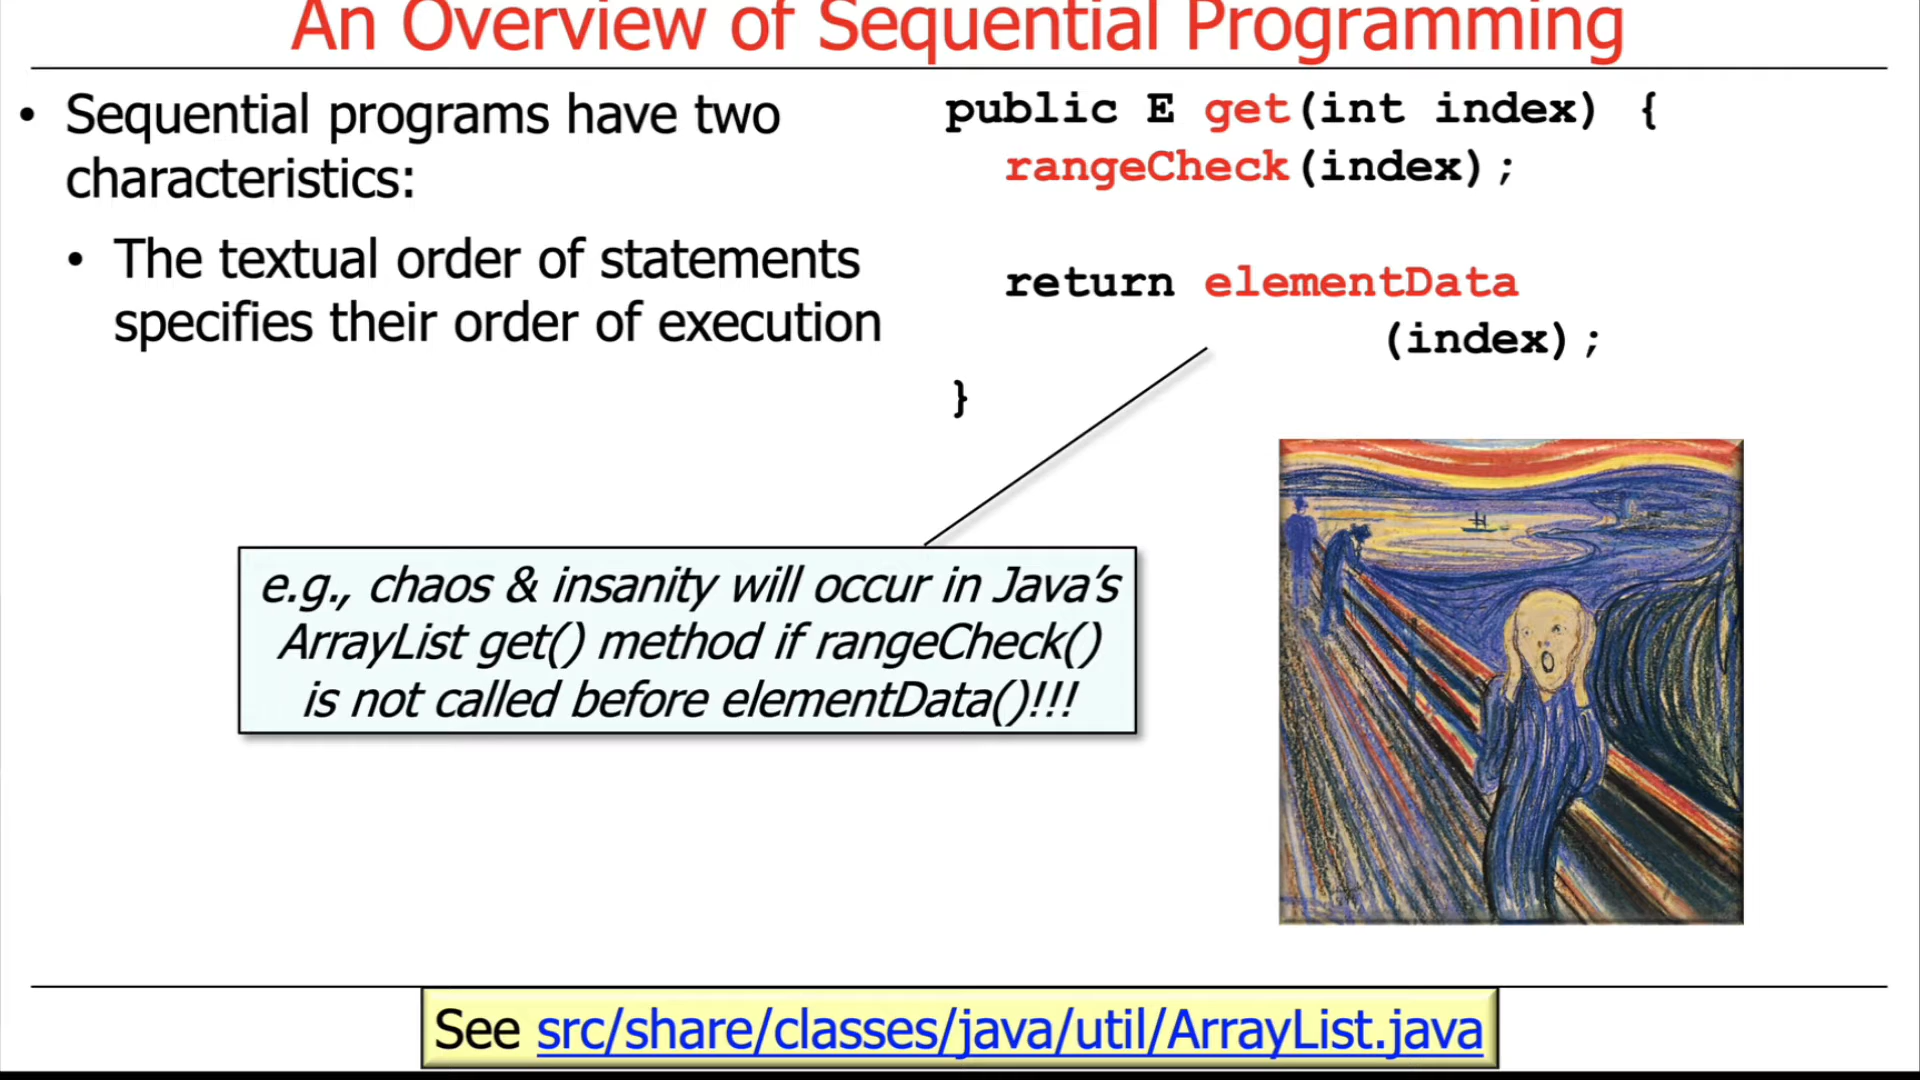 An Overview of Sequential Programming
• Sequential programs have two
characteristics:
• The textual order of statements
specifies their order of execution
public E get(int index) {
rangeCheck(index);
return elementData
(index);
}
e.g., chaos & insanity will occur in Java’s
ArrayList get() method if rangeCheck()
is not called before elementData()!!!
See src/share/classes/java/util/ArrayList.java